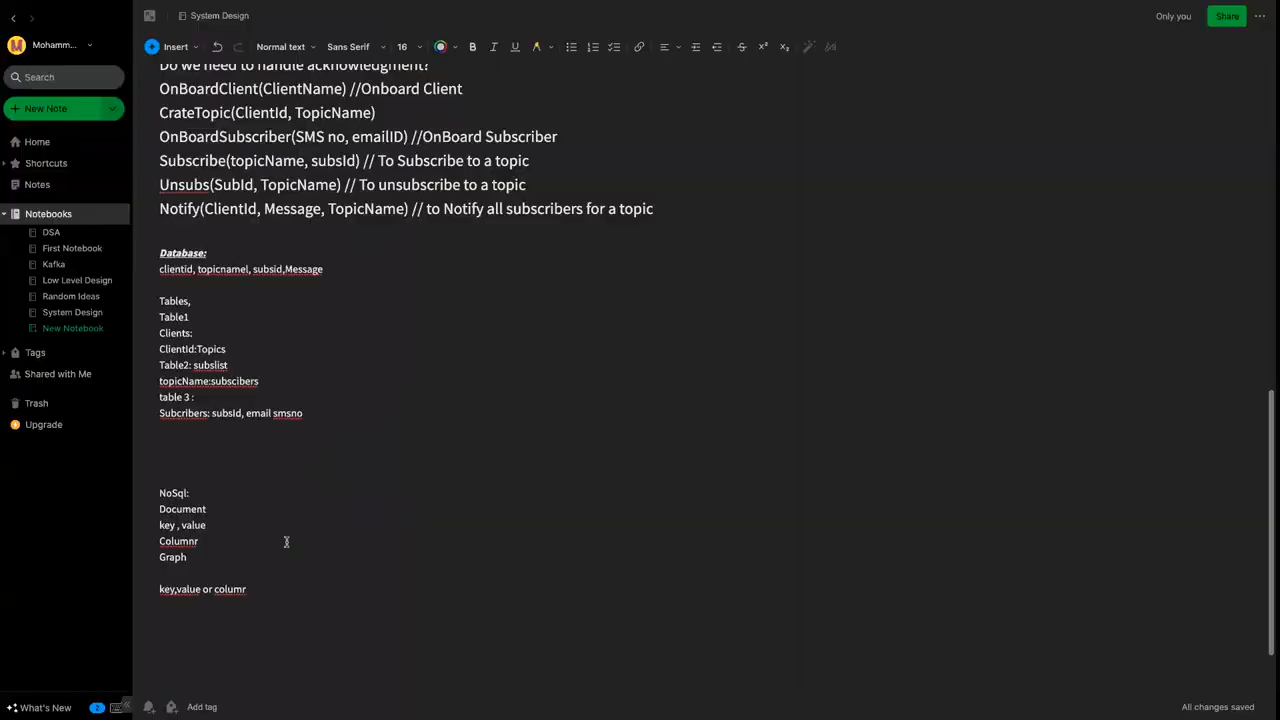 System Design
Only you
Share
Mohamm...
Insert
Normal text
Sans Serif
16
B
I
U
Search
New Note
Home
Shortcuts
Notes
Notebooks
DSA
First Notebook
Kafka
Low Level Design
Random Ideas
System Design
New Notebook
Tags
Shared with Me
Trash
Upgrade
What's New
2
Do we need to handle acknowledgment?
OnBoardClient(ClientName) //Onboard Client
CrateTopic(ClientId, TopicName)
OnBoardSubscriber(SMS no, emailID) //OnBoard Subscriber
Subscribe(topicName, subsId) // To Subscribe to a topic
Unsubs(SubId, TopicName) // To unsubscribe to a topic
Notify(ClientId, Message, TopicName) // to Notify all subscribers for a topic
Database:
clientid, topicnamel, subsid,Message
Tables,
Table1
Clients:
ClientId:Topics
Table2: subslist
topicName:subscibers
table 3 :
Subcribers: subsId, email smsno
NoSql:
Document
key , value
Columnr
Graph
key,value or columr
Add tag
All changes saved